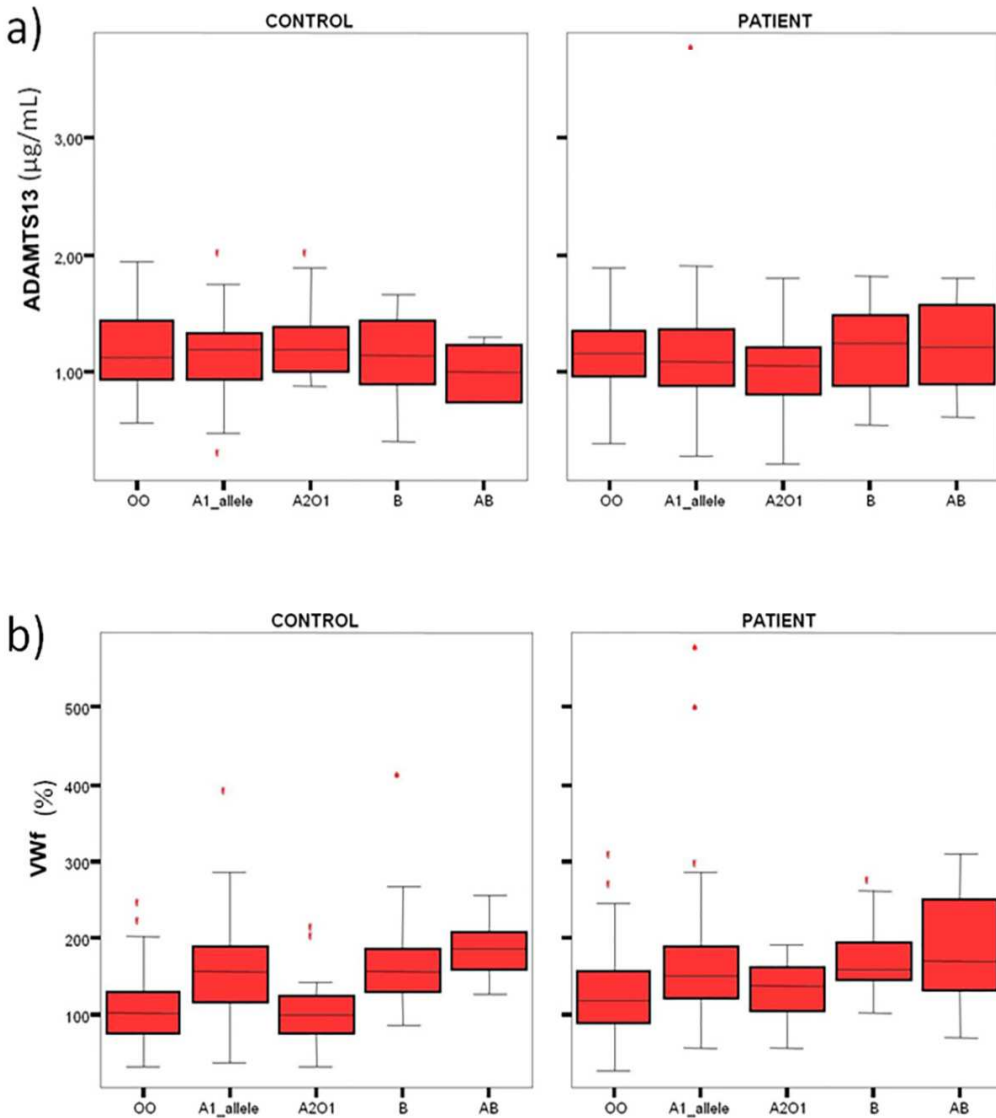 a)
CONTROL
PATIENT
ADAMTS13 (µg/mL)
3,00
2,00
1,00
OO
A1_allele
A2O1
B
AB
OO
A1_allele
A2O1
B
AB
b)
CONTROL
PATIENT
VWf (%)
500
400
300
200
100
OO
A1_allele
A2O1
B
AB
OO
A1_allele
A2O1
B
AB